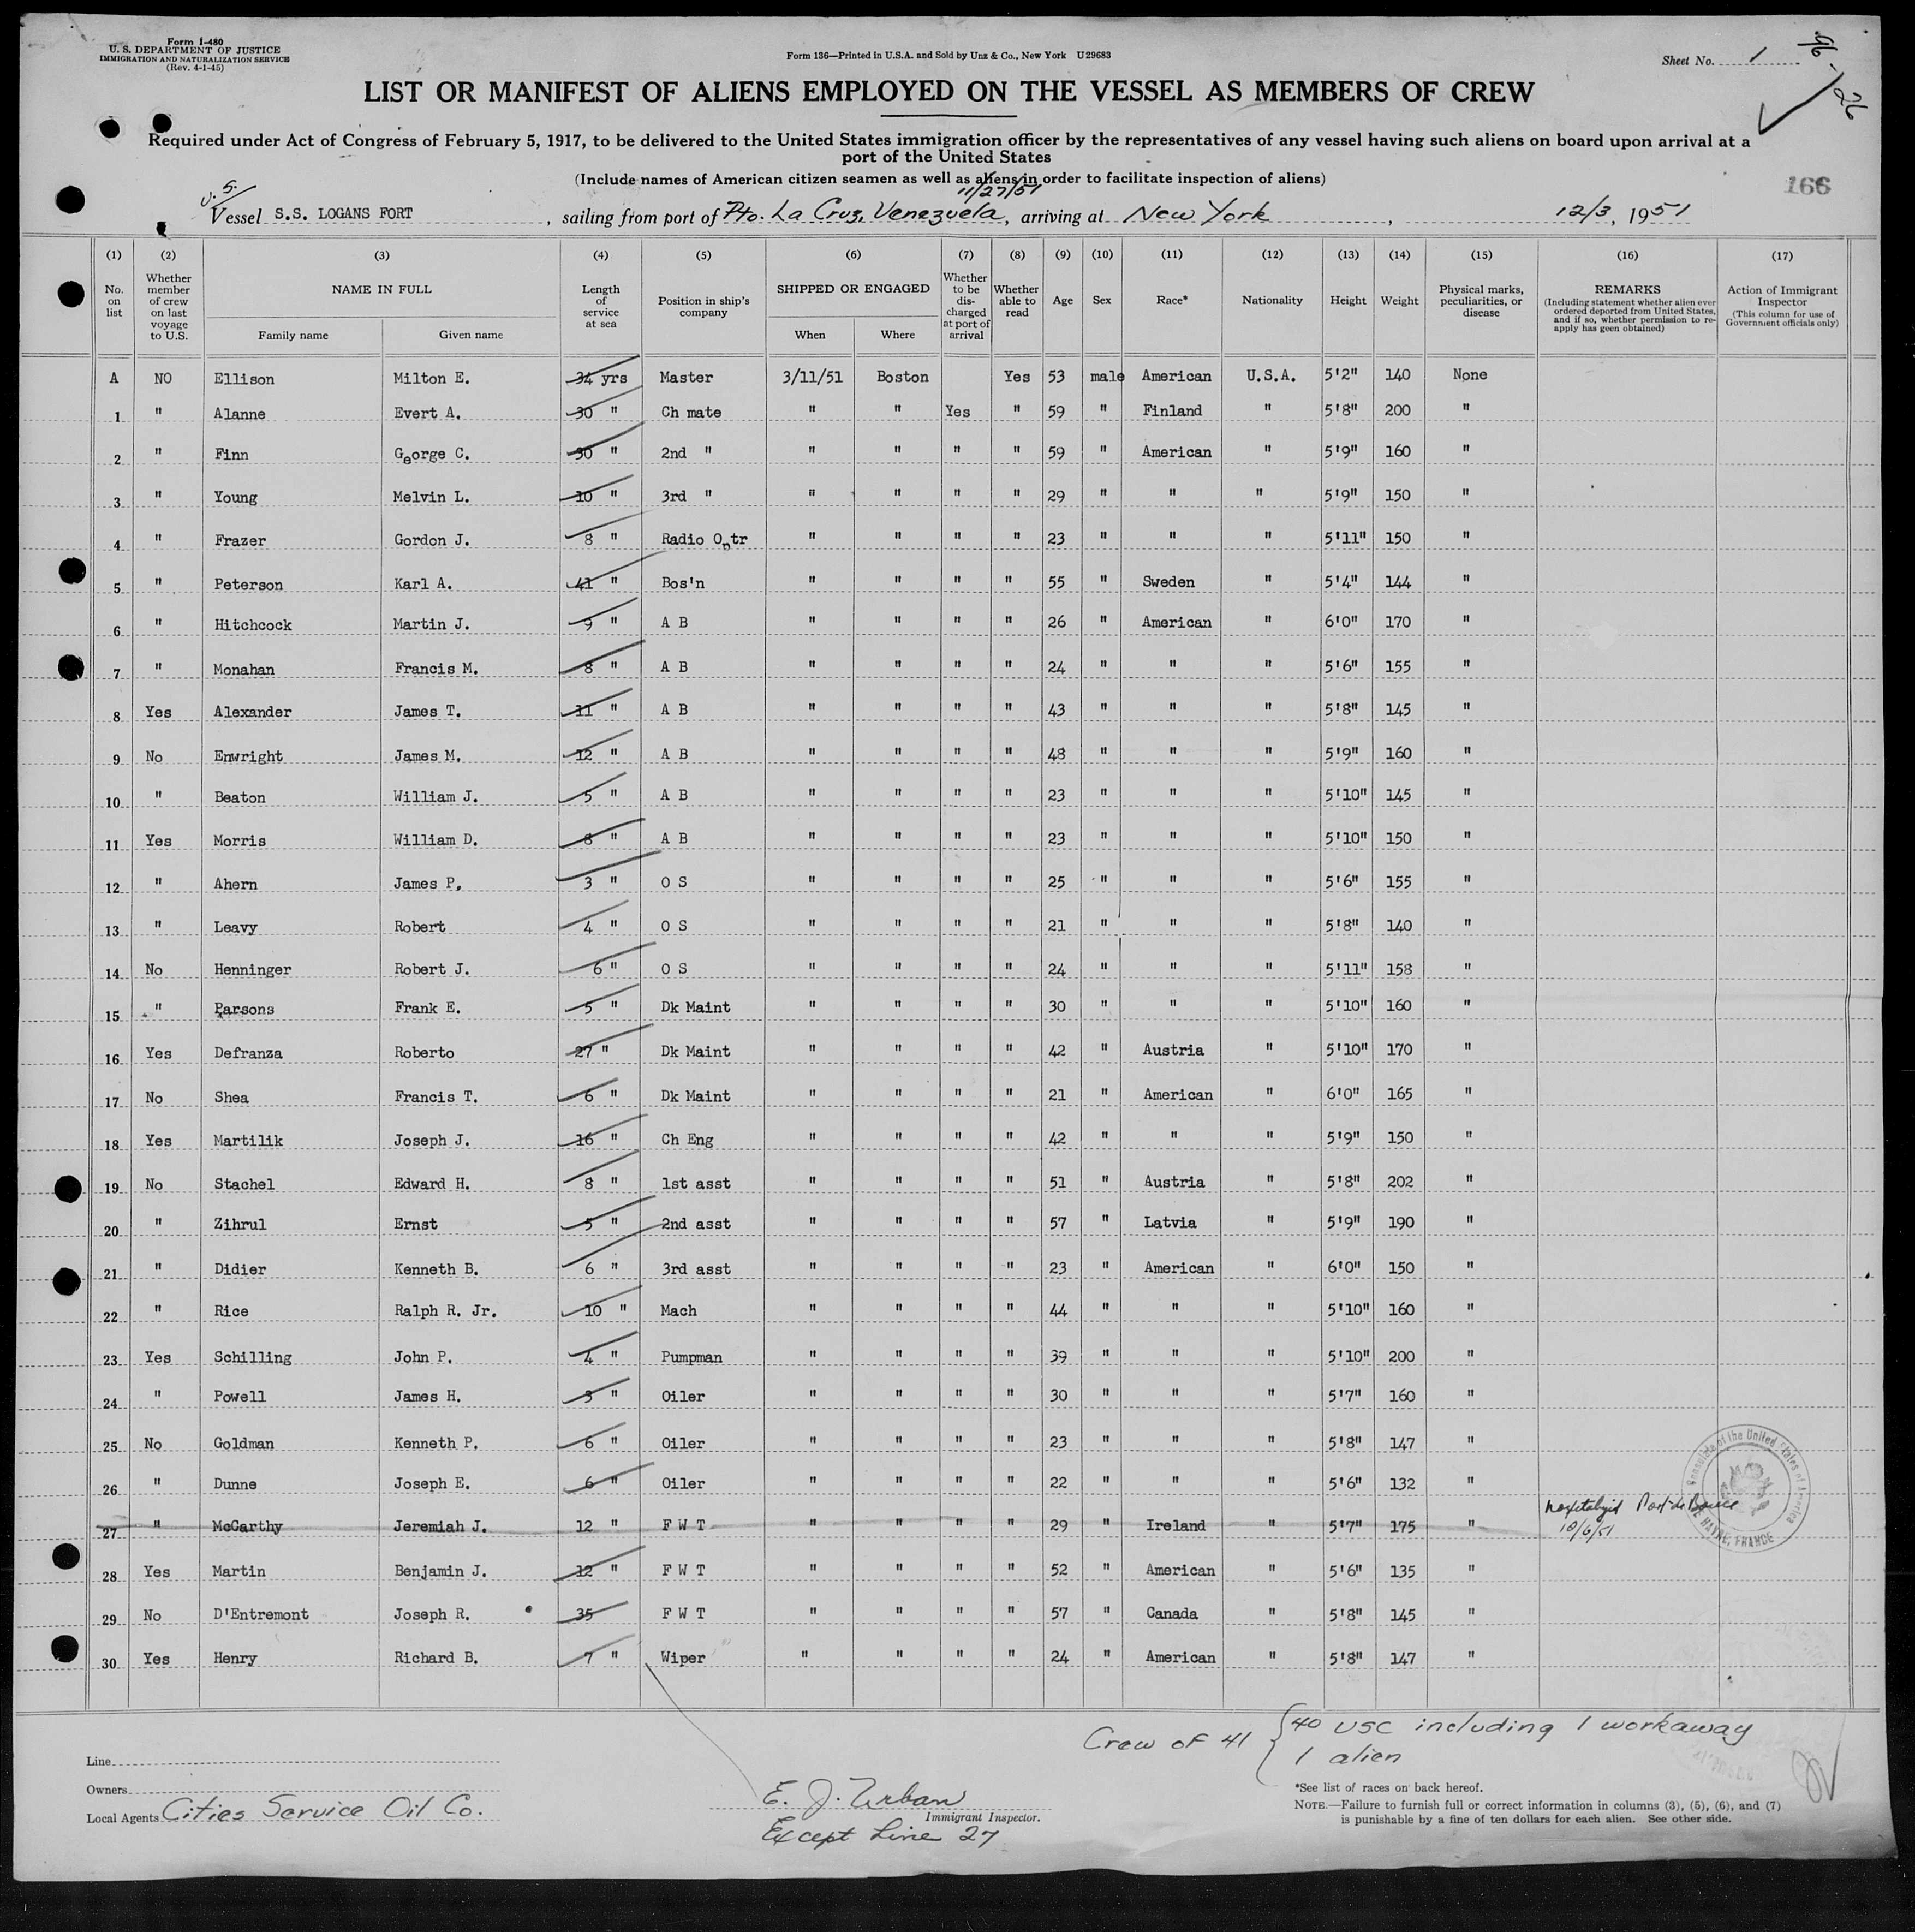 Form I-480
U. S. DEPARTMENT OF JUSTICE
IMMIGRATION AND NATURALIZATION SERVICE
(Rev. 4-1-45)
Form 136—Printed in U.S.A. and Sold by Unz & Co., New York U29683
Sheet No. 1
LIST OR MANIFEST OF ALIENS EMPLOYED ON THE VESSEL AS MEMBERS OF CREW
Required under Act of Congress of February 5, 1917, to be delivered to the United States immigration officer by the representatives of any vessel having such aliens on board upon arrival at a
port of the United States
(Include names of American citizen seamen as well as aliens in order to facilitate inspection of aliens)
166
11/27/51
Vessel S.S. LOGANS FORT, sailing from port of Pto. La Cruz, Venezuela, arriving at New York, 12/3, 1951
(1) (2) (3) (4) (5) (6) (7) (8) (9) (10) (11) (12) (13) (14) (15) (16) (17)
No. on list
Whether member of crew on last voyage to U.S.
NAME IN FULL
Family name Given name
Length of service at sea
Position in ship's company
SHIPPED OR ENGAGED
When Where
Whether to be discharged at port of arrival
Whether able to read
Age
Sex
Race*
Nationality
Height
Weight
Physical marks, peculiarities, or disease
REMARKS
(Including statement whether alien ever ordered deported from United States, and if so, whether permission to re-apply has geen obtained)
Action of Immigrant Inspector
(This column for use of Government officials only)
A NO Ellison Milton E. 34 yrs Master 3/11/51 Boston Yes 53 male American U.S.A. 5'2" 140 None
1 " Alanne Evert A. 30 " Ch mate " " Yes " 59 " Finland " 5'8" 200 "
2 " Finn George C. 30 " 2nd " " " " " 59 " American " 5'9" 160 "
3 " Young Melvin L. 10 " 3rd " " " " " 29 " " " 5'9" 150 "
4 " Frazer Gordon J. 8 " Radio Optr " " " " 23 " " " 5'11" 150 "
5 " Peterson Karl A. 41 " Bos'n " " " " 55 " Sweden " 5'4" 144 "
6 " Hitchcock Martin J. 9 " A B " " " " 26 " American " 6'0" 170 "
7 " Monahan Francis M. 8 " A B " " " " 24 " " " 5'6" 155 "
8 Yes Alexander James T. 11 " A B " " " " 43 " " " 5'8" 145 "
9 No Enwright James M. 12 " A B " " " " 48 " " " 5'9" 160 "
10 " Beaton William J. 5 " A B " " " " 23 " " " 5'10" 145 "
11 Yes Morris William D. 8 " A B " " " " 23 " " " 5'10" 150 "
12 " Ahern James P. 3 " O S " " " " 25 " " " 5'6" 155 "
13 " Leavy Robert 4 " O S " " " " 21 " " " 5'8" 140 "
14 No Henninger Robert J. 6 " O S " " " " 24 " " " 5'11" 158 "
15 " Parsons Frank E. 5 " Dk Maint " " " " 30 " " " 5'10" 160 "
16 Yes Defranza Roberto 27 " Dk Maint " " " " 42 " Austria " 5'10" 170 "
17 No Shea Francis T. 6 " Dk Maint " " " " 21 " American " 6'0" 165 "
18 Yes Martilik Joseph J. 16 " Ch Eng " " " " 42 " " " 5'9" 150 "
19 No Stachel Edward H. 8 " 1st asst " " " " 51 " Austria " 5'8" 202 "
20 " Zihrul Ernst 5 " 2nd asst " " " " 57 " Latvia " 5'9" 190 "
21 " Didier Kenneth B. 6 " 3rd asst " " " " 23 " American " 6'0" 150 "
22 " Rice Ralph R. Jr. 10 " Mach " " " " 44 " " " 5'10" 160 "
23 Yes Schilling John P. 4 " Pumpman " " " " 39 " " " 5'10" 200 "
24 " Powell James H. 3 " Oiler " " " " 30 " " " 5'7" 160 "
25 No Goldman Kenneth P. 6 " Oiler " " " " 23 " " " 5'8" 147 "
26 " Dunne Joseph E. 6 " Oiler " " " " 22 " " " 5'6" 132 "
27 " McCarthy Jeremiah J. 12 " F W T " " " " 29 " Ireland " 5'7" 175 " 10/6/51
Consulate of the United States of America
HAVRE, FRANCE
28 Yes Martin Benjamin J. 12 " F W T " " " " 52 " American " 5'6" 135 "
29 No D'Entremont Joseph R. 35 F W T " " " " 57 " Canada " 5'8" 145 "
30 Yes Henry Richard B. 7 " Wiper " " " " 24 " American " 5'8" 147 "
Crew of 41 { 40 USC including 1 workaway
1 alien
Line
Owners
Local Agents Cities Service Oil Co.
E. J. Urban
Immigrant Inspector.
Except Line 27
*See list of races on back hereof.
NOTE.—Failure to furnish full or correct information in columns (3), (5), (6), and (7)
is punishable by a fine of ten dollars for each alien. See other side.